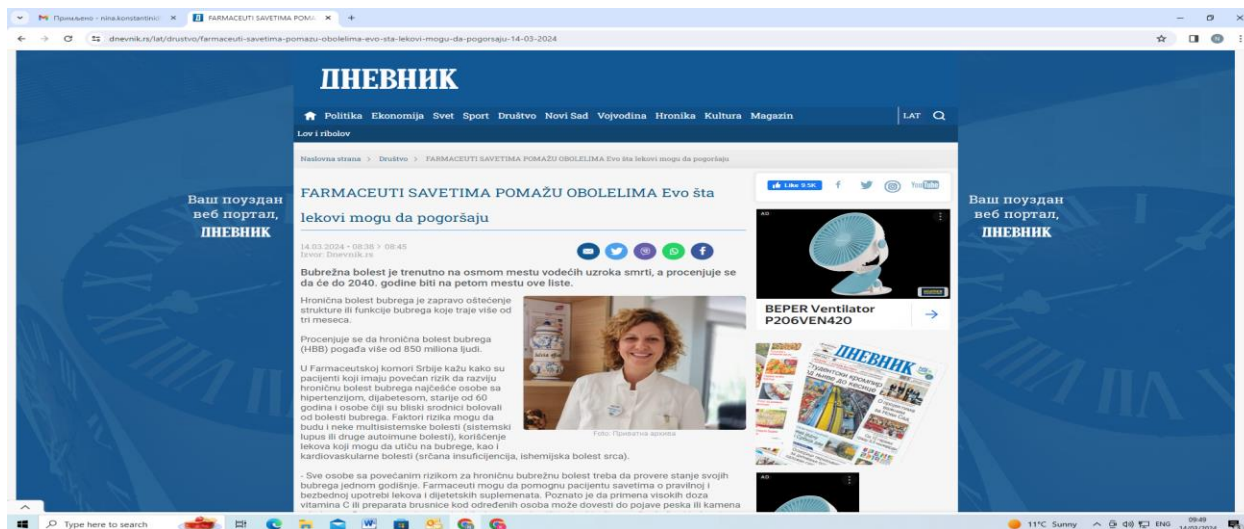 Примљено - nina.konstantinki
FARMACEUTI SAVETIMA POMA
dnevnik.rs/lat/drustvo/farmaceuti-savetima-pomazu-obolelima-evo-sta-lekovi-mogu-da-pogorsaju-14-03-2024
ДНЕВНИК
Politika Ekonomija Svet Sport Društvo Novi Sad Vojvodina Hronika Kultura Magazin LAT
Lov i ribolov
Naslovna strana > Društvo > FARMACEUTI SAVETIMA POMAŽU OBOLELIMA Evo šta lekovi mogu da pogoršaju
Ваш поуздан
веб портал,
ДНЕВНИК
FARMACEUTI SAVETIMA POMAŽU OBOLELIMA Evo šta
lekovi mogu da pogoršaju
14.03.2024 • 08:38 > 08:45
Izvor: Dnevnik.rs
Bubrežna bolest je trenutno na osmom mestu vodećih uzroka smrti, a procenjuje se
da će do 2040. godine biti na petom mestu ove liste.
Hronična bolest bubrega je zapravo oštećenje
strukture ili funkcije bubrega koje traje više od
tri meseca.
Procenjuje se da hronična bolest bubrega
(HBB) pogađa više od 850 miliona ljudi.
U Farmaceutskoj komori Srbije kažu kako su
pacijenti koji imaju povećan rizik da razviju
hroničnu bolest bubrega najčešće osobe sa
hipertenzijom, dijabetesom, starije od 60
godina i osobe čiji su bliski srodnici bolovali
od bolesti bubrega. Faktori rizika mogu da
budu i neke multisistemske bolesti (sistemski
lupus ili druge autoimune bolesti), korišćenje
lekova koji mogu da utiču na bubrege, kao i
kardiovaskularne bolesti (srčana insuficijencija, ishemijska bolest srca).
Foto: Приватна архива
- Sve osobe sa povećanim rizikom za hroničnu bubrežnu bolest treba da provere stanje svojih
bubrega jednom godišnje. Farmaceuti mogu da pomognu pacijentu savetima o pravilnoj i
bezbednoj upotrebi lekova i dijetetskih suplemenata. Poznato je da primena visokih doza
vitamina C ili preparata brusnice kod određenih osoba može dovesti do pojave peska ili kamena
Like 9.5K
YouTube
AD
BEPER Ventilator
P206VEN420
ДНЕВНИК
AD
Ваш поуздан
веб портал,
ДНЕВНИК
Type here to search
11°C Sunny
ENG
09:49
14/03/2024